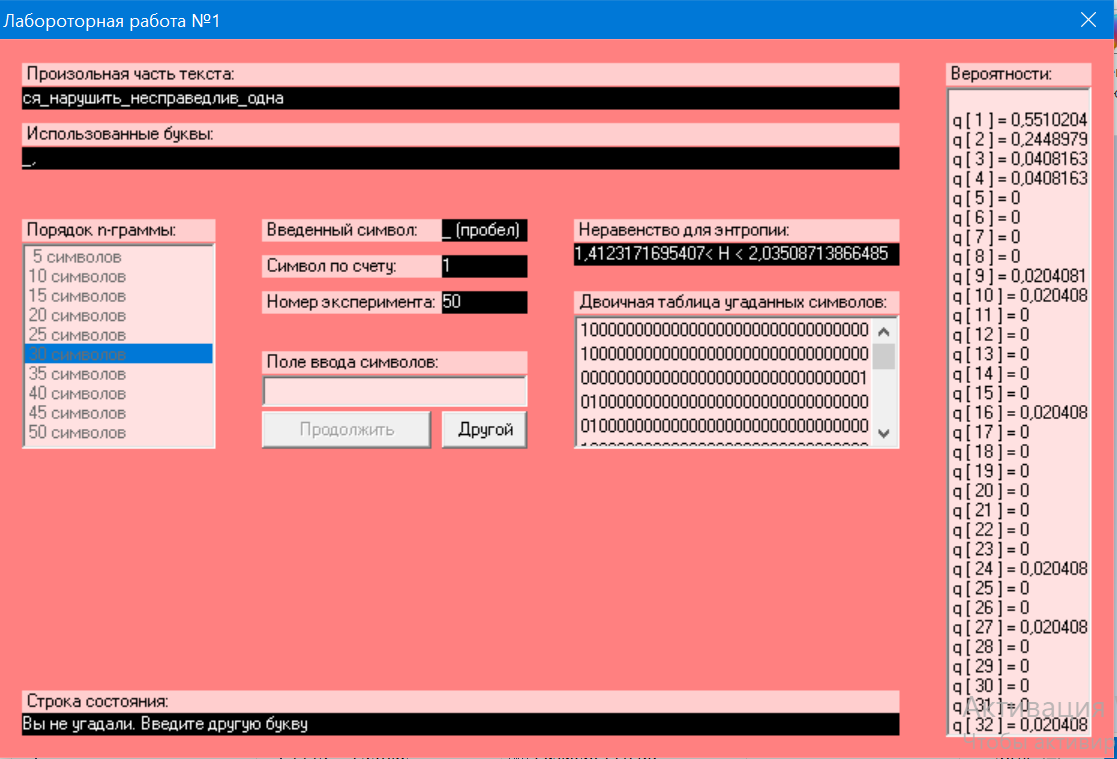 Лабороторная работа №1
Произольная часть текста:
ся_нарушить_несправедлив_одна
Использованные буквы:
_,
Порядок n-граммы:
5 символов
10 символов
15 символов
20 символов
25 символов
30 символов
35 символов
40 символов
45 символов
50 символов
Введенный символ: _ (пробел)
Символ по счету: 1
Номер эксперимента: 50
Поле ввода символов:
Продолжить
Другой
Неравенство для энтропии:
1,4123171695407< H < 2,03508713866485
Двоичная таблица угаданных символов:
10000000000000000000000000000000
10000000000000000000000000000000
00000000000000000000000000000001
01000000000000000000000000000000
01000000000000000000000000000000
Строка состояния:
Вы не угадали. Введите другую букву
Вероятности:
q [ 1 ] = 0,5510204
q [ 2 ] = 0,2448979
q [ 3 ] = 0,0408163
q [ 4 ] = 0,0408163
q [ 5 ] = 0
q [ 6 ] = 0
q [ 7 ] = 0
q [ 8 ] = 0
q [ 9 ] = 0,0204081
q [ 10 ] = 0,020408
q [ 11 ] = 0
q [ 12 ] = 0
q [ 13 ] = 0
q [ 14 ] = 0
q [ 15 ] = 0
q [ 16 ] = 0,020408
q [ 17 ] = 0
q [ 18 ] = 0
q [ 19 ] = 0
q [ 20 ] = 0
q [ 21 ] = 0
q [ 22 ] = 0
q [ 23 ] = 0
q [ 24 ] = 0,020408
q [ 25 ] = 0
q [ 26 ] = 0
q [ 27 ] = 0,020408
q [ 28 ] = 0
q [ 29 ] = 0
q [ 30 ] = 0
q [ 31 ] = 0
q [ 32 ] = 0,020408
Активация
Чтобы активир